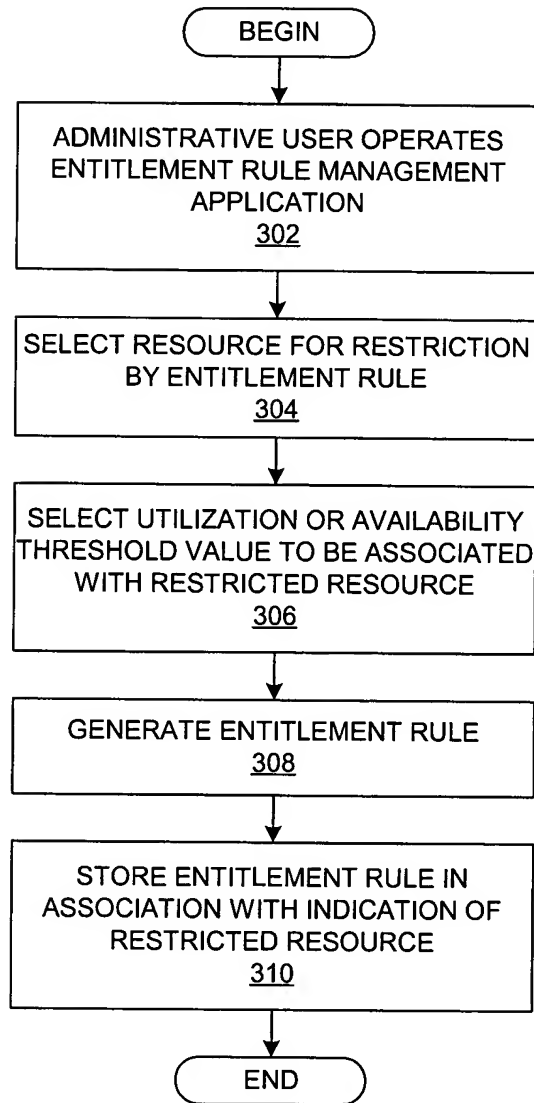 BEGIN
ADMINISTRATIVE USER OPERATES
ENTITLEMENT RULE MANAGEMENT
APPLICATION
302
SELECT RESOURCE FOR RESTRICTION
BY ENTITLEMENT RULE
304
SELECT UTILIZATION OR AVAILABILITY
THRESHOLD VALUE TO BE ASSOCIATED
WITH RESTRICTED RESOURCE
306
GENERATE ENTITLEMENT RULE
308
STORE ENTITLEMENT RULE IN
ASSOCIATION WITH INDICATION OF
RESTRICTED RESOURCE
310
END